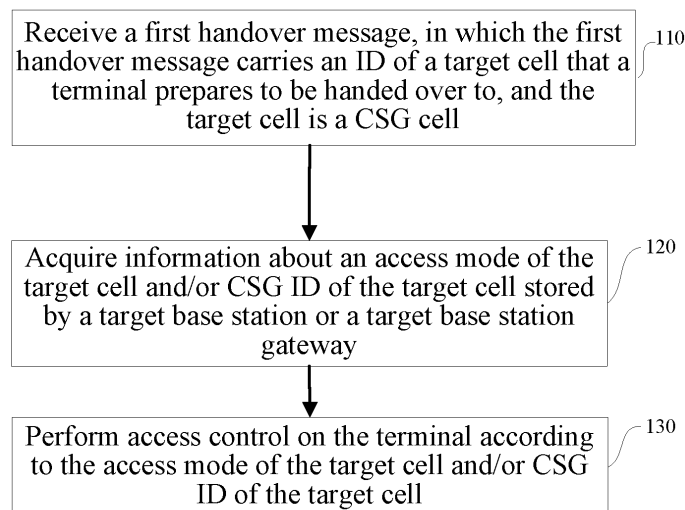 Receive a first handover message, in which the first
handover message carries an ID of a target cell that a
terminal prepares to be handed over to, and the
target cell is a CSG cell
110
Acquire information about an access mode of the
target cell and/or CSG ID of the target cell stored
by a target base station or a target base station
gateway
120
Perform access control on the terminal according
to the access mode of the target cell and/or CSG
ID of the target cell
130